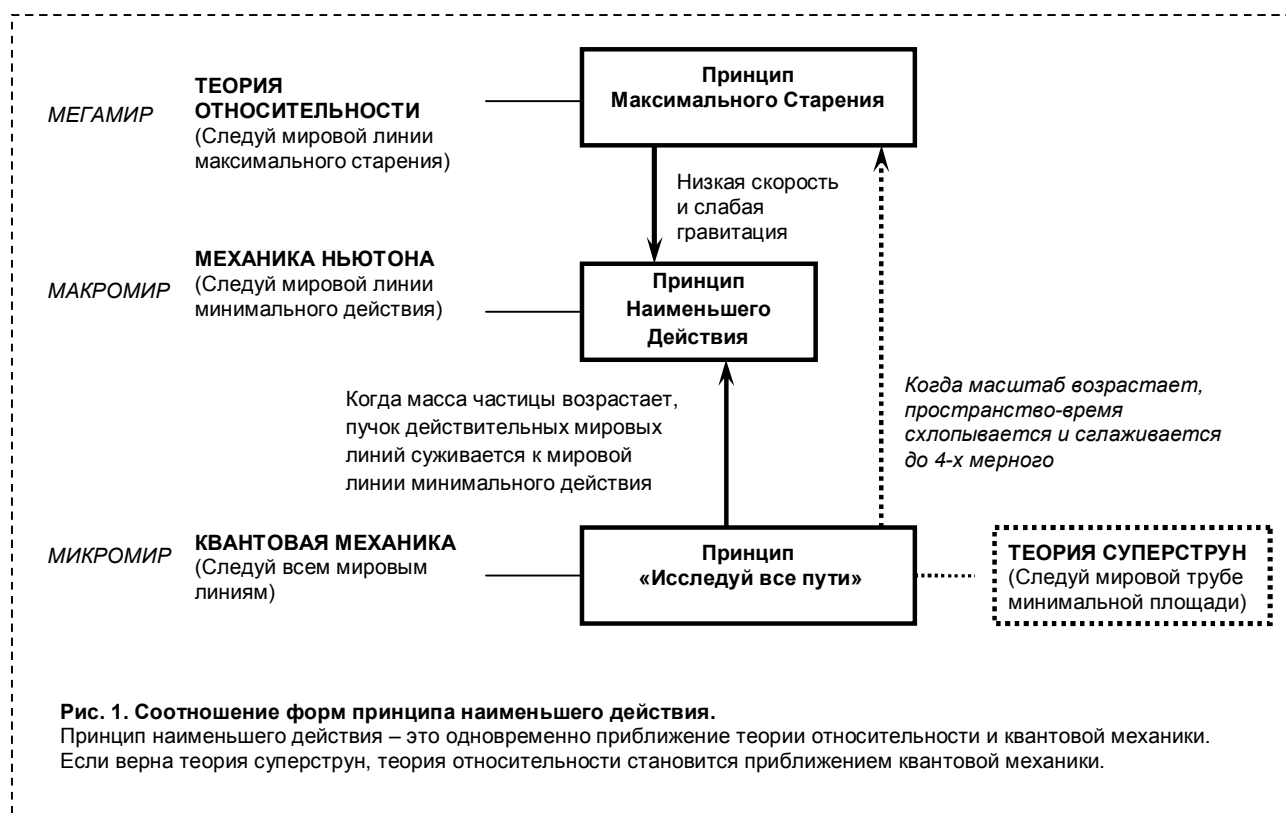 МЕГАМИР
ТЕОРИЯ
ОТНОСИТЕЛЬНОСТИ
(Следуй мировой линии
максимального старения)
Принцип
Максимального Старения
Низкая скорость
и слабая
гравитация
МАКРОМИР
МЕХАНИКА НЬЮТОНА
(Следуй мировой линии
минимального действия)
Принцип
Наименьшего
Действия
Когда масса частицы возрастает,
пучок действительных мировых
линий суживается к мировой
линии минимального действия
Когда масштаб возрастает,
пространство-время
схлопывается и сглаживается
до 4-х мерного
МИКРОМИР
КВАНТОВАЯ МЕХАНИКА
(Следуй всем мировым
линиям)
Принцип
«Исследуй все пути»
ТЕОРИЯ СУПЕРСТРУН
(Следуй мировой трубе
минимальной площади)
Рис. 1. Соотношение форм принципа наименьшего действия.
Принцип наименьшего действия – это одновременно приближение теории относительности и квантовой механики.
Если верна теория суперструн, теория относительности становится приближением квантовой механики.